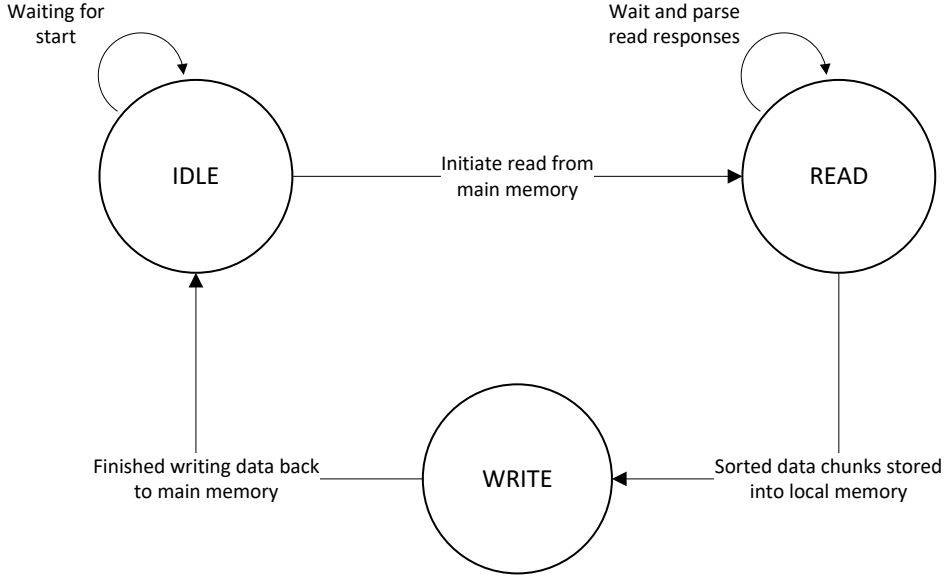 Waiting for
start
Wait and parse
read responses
IDLE
Initiate read from
main memory
READ
Finished writing data back
to main memory
WRITE
Sorted data chunks stored
into local memory